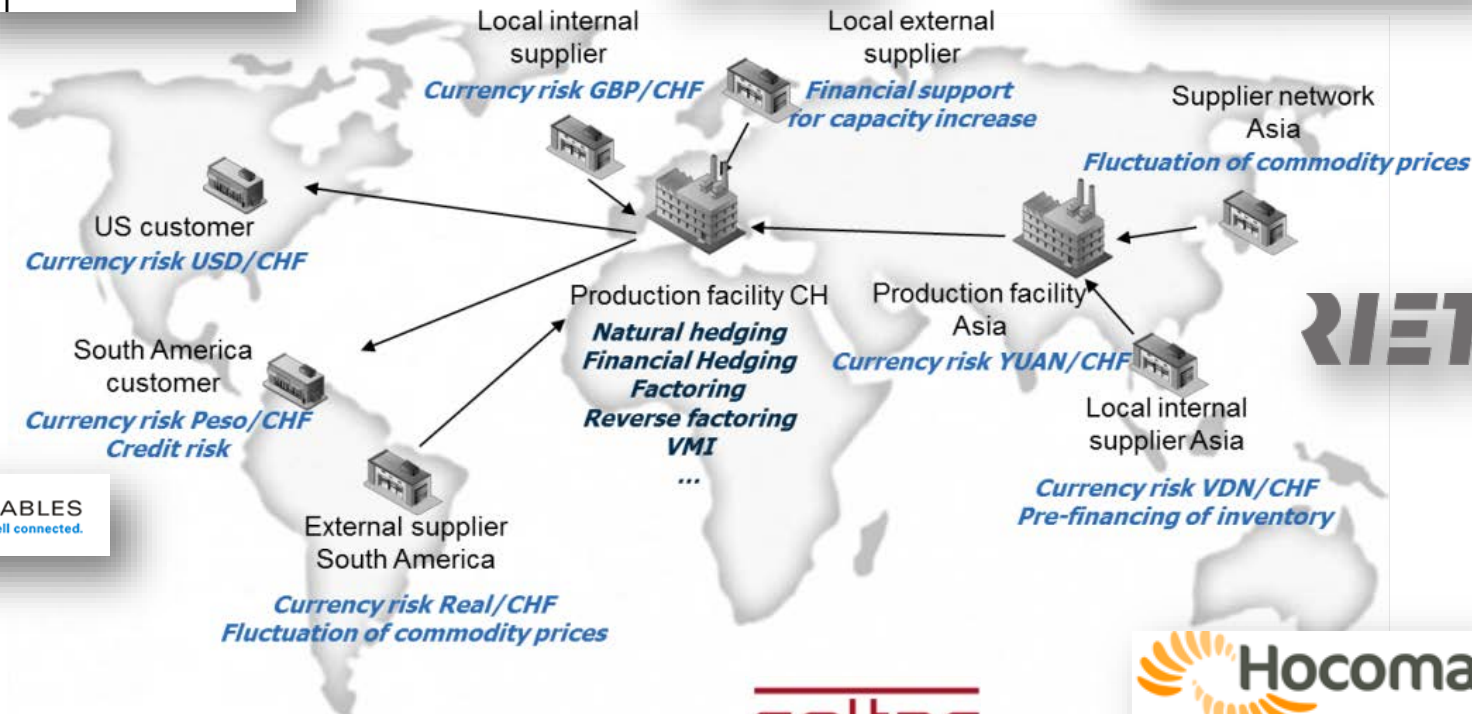 Local internal
supplier
Currency risk GBP/CHF
Local external
supplier
Financial support
for capacity increase
Supplier network
Asia
Fluctuation of commodity prices
US customer
Currency risk USD/CHF
Production facility CH
Natural hedging
Financial Hedging
Factoring
Reverse factoring
VMI
...
Production facility
Asia
Currency risk YUAN/CHF
South America
customer
Currency risk Peso/CHF
Credit risk
Local internal
supplier Asia
Currency risk VDN/CHF
Pre-financing of inventory
ABLES
ll connected.
External supplier
South America
Currency risk Real/CHF
Fluctuation of commodity prices
RIET
Hocoma